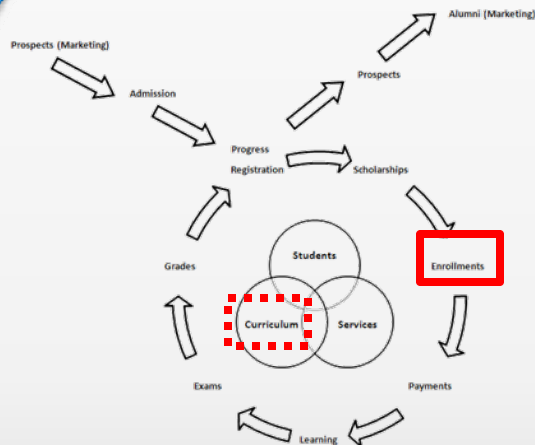 Alumni (Marketing)
Prospects (Marketing)
Prospects
Admission
Progress
Registration
Scholarships
Students
Grades
Enrollments
Curriculum
Services
Exams
Payments
Learning